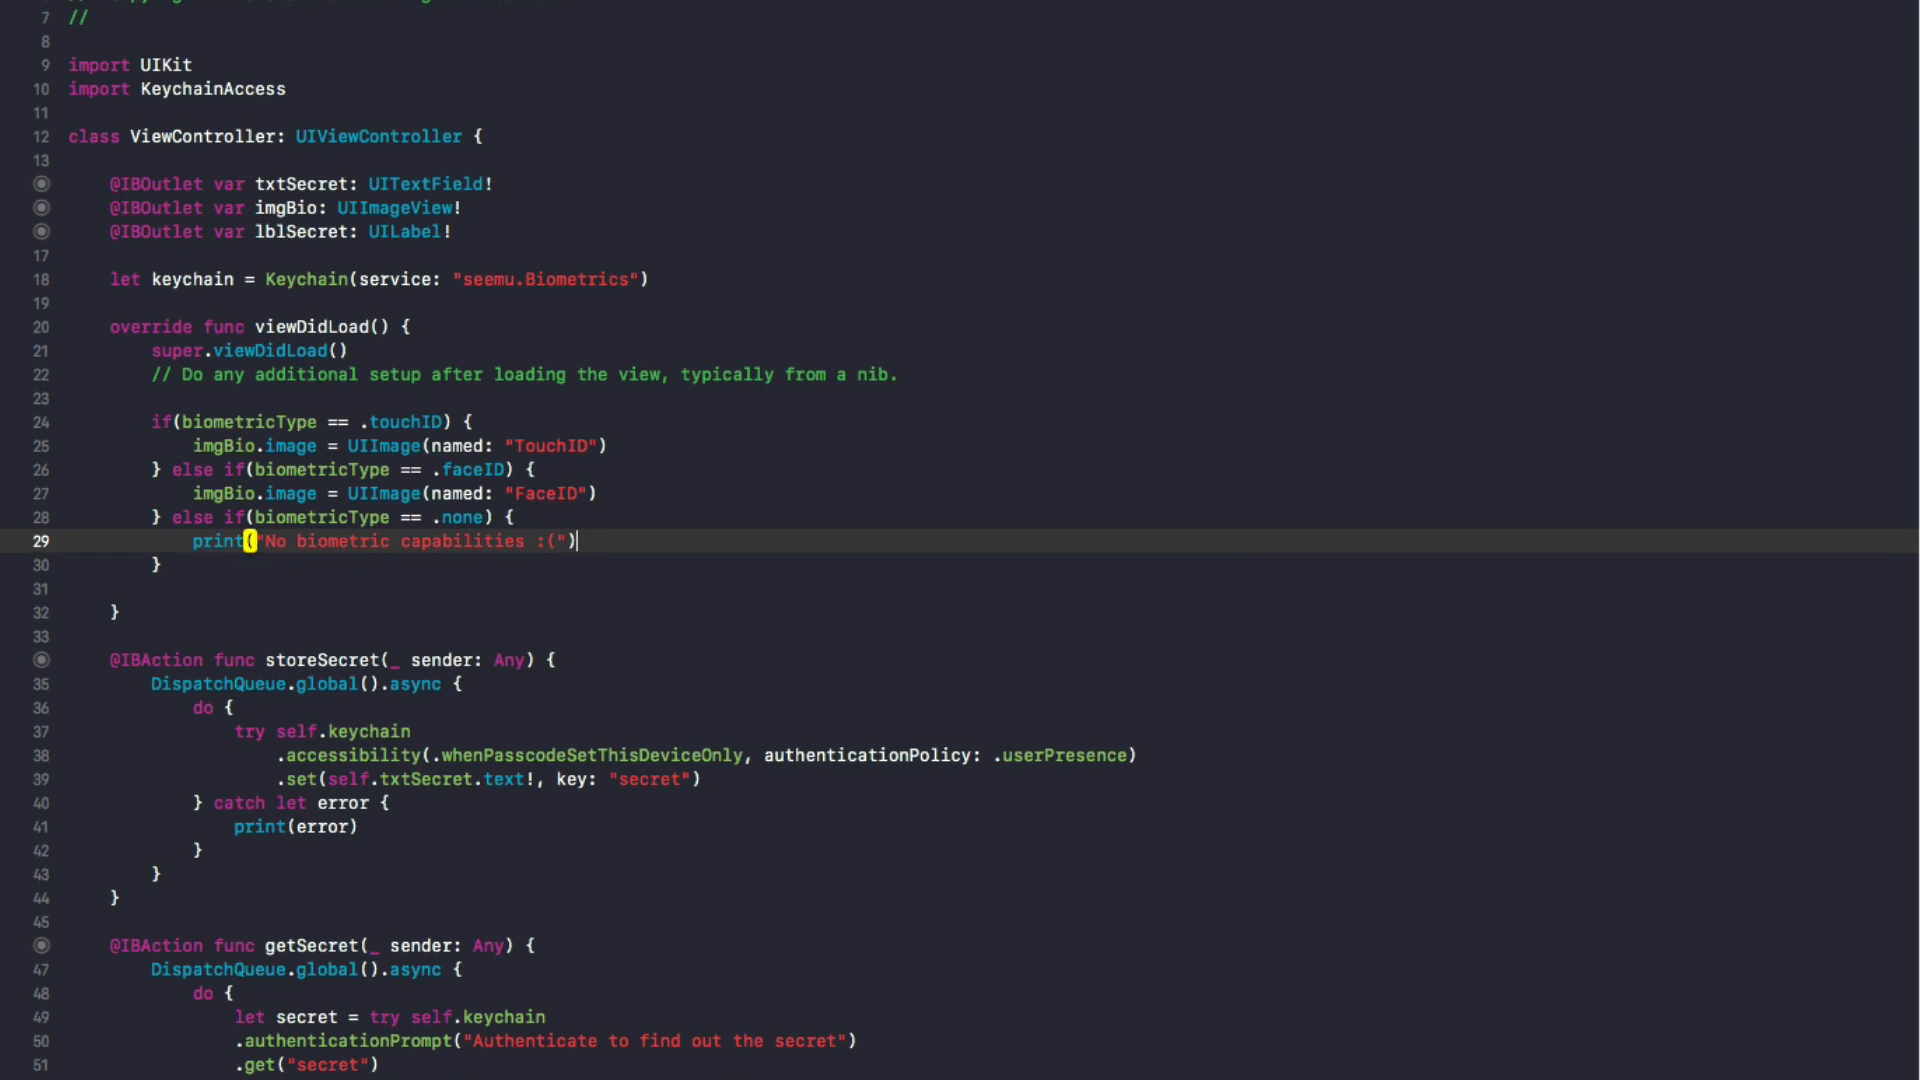 7 //
8
9 import UIKit
10 import KeychainAccess
11
12 class ViewController: UIViewController {
13
@IBOutlet var txtSecret: UITextField!
@IBOutlet var imgBio: UIImageView!
@IBOutlet var lblSecret: UILabel!
17
18 let keychain = Keychain(service: "seemu.Biometrics")
19
20 override func viewDidLoad() {
21 super.viewDidLoad()
22 // Do any additional setup after loading the view, typically from a nib.
23
24 if(biometricType == .touchID) {
25 imgBio.image = UIImage(named: "TouchID")
26 } else if(biometricType == .faceID) {
27 imgBio.image = UIImage(named: "FaceID")
28 } else if(biometricType == .none) {
29 print("No biometric capabilities :(")
30 }
31
32 }
33
@IBAction func storeSecret(_ sender: Any) {
35 DispatchQueue.global().async {
36 do {
37 try self.keychain
38 .accessibility(.whenPasscodeSetThisDeviceOnly, authenticationPolicy: .userPresence)
39 .set(self.txtSecret.text!, key: "secret")
40 } catch let error {
41 print(error)
42 }
43 }
44 }
45
@IBAction func getSecret(_ sender: Any) {
47 DispatchQueue.global().async {
48 do {
49 let secret = try self.keychain
50 .authenticationPrompt("Authenticate to find out the secret")
51 .get("secret")